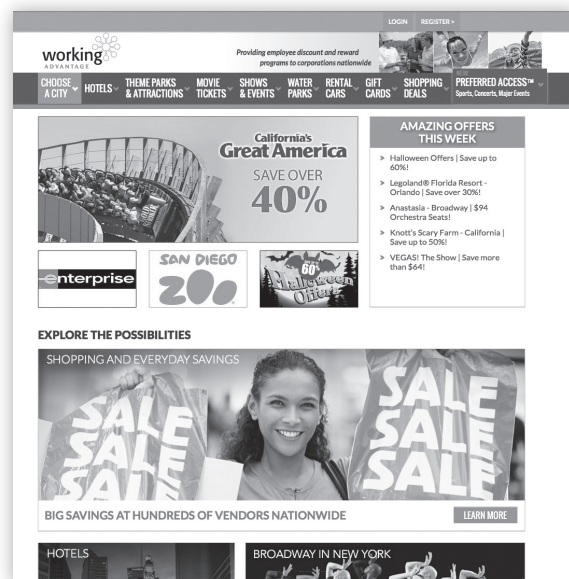 LOGIN REGISTER >
working
ADVANTAGE
Providing employee discount and reward
programs to corporations nationwide
CHOOSE
A CITY
HOTELS
THEME PARKS
& ATTRACTIONS
MOVIE
TICKETS
SHOWS
& EVENTS
WATER
PARKS
RENTAL
CARS
GIFT
CARDS
SHOPPING
DEALS
NEW
PREFERRED ACCESS™
Sports, Concerts, Major Events
California's
Great America
SAVE OVER
40%
AMAZING OFFERS
THIS WEEK
Halloween Offers | Save up to
60%!
Legoland® Florida Resort -
Orlando | Save over 30%!
Anastasia - Broadway | $94
Orchestra Seats!
Knott's Scary Farm - California |
Save up to 50%!
VEGAS! The Show | Save more
than $64!
enterprise
SAN DIEGO
ZOO
60%
Halloween
Offers
EXPLORE THE POSSIBILITIES
SHOPPING AND EVERYDAY SAVINGS
SALE
SALE
SALE
SALE
SALE
SALE
SALE
BIG SAVINGS AT HUNDREDS OF VENDORS NATIONWIDE
LEARN MORE
HOTELS
BROADWAY IN NEW YORK